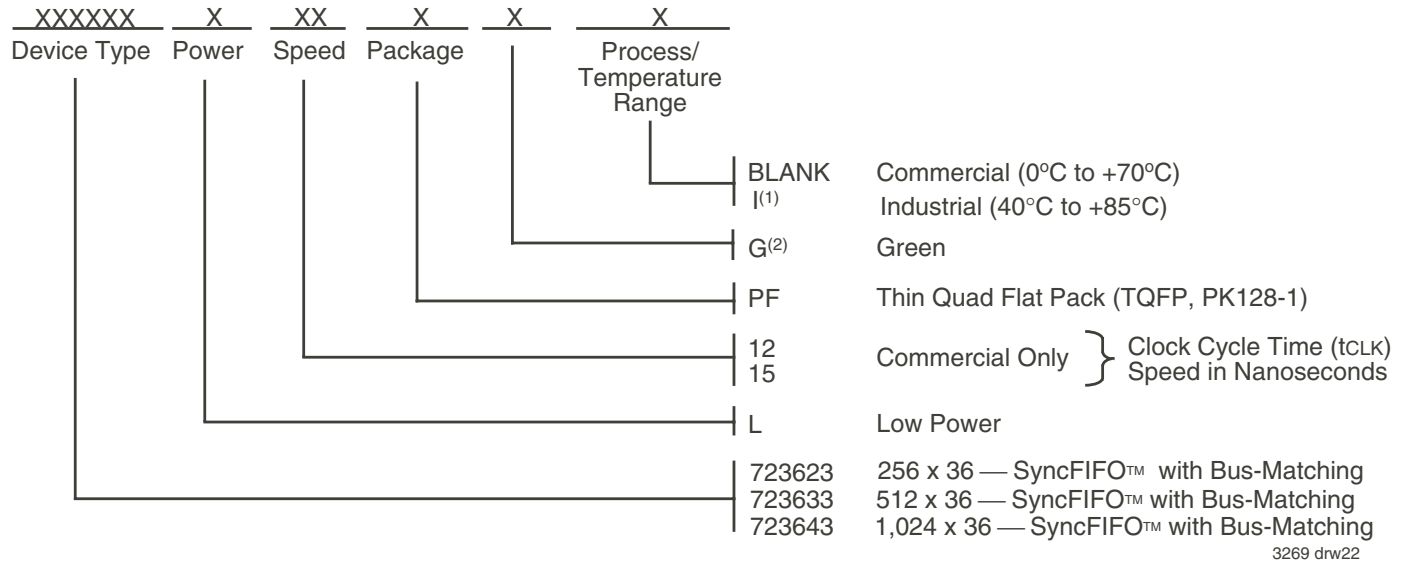 XXXXXX X XX X X X
Device Type Power Speed Package Process/
Temperature
Range
BLANK Commercial (0ºC to +70ºC)
I(1) Industrial (40°C to +85°C)
G(2) Green
PF Thin Quad Flat Pack (TQFP, PK128-1)
12
15
Commercial Only
Clock Cycle Time (tCLK)
Speed in Nanoseconds
L Low Power
723623 256 x 36 — SyncFIFO™ with Bus-Matching
723633 512 x 36 — SyncFIFO™ with Bus-Matching
723643 1,024 x 36 — SyncFIFO™ with Bus-Matching
3269 drw22